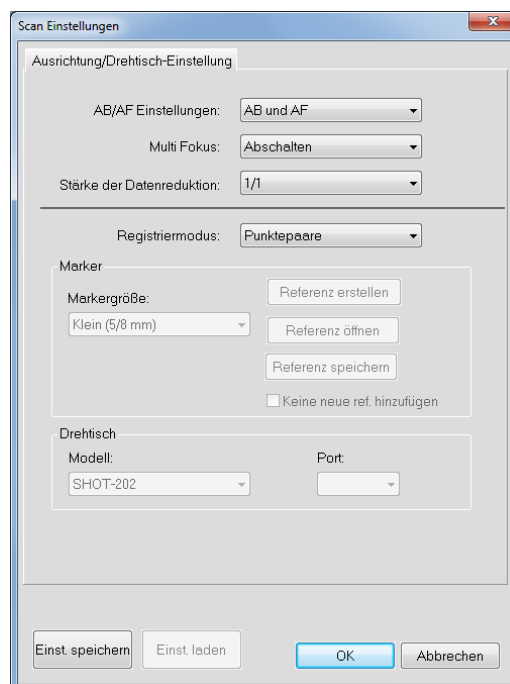 Scan Einstellungen
x
Ausrichtung/Drehtisch-Einstellung
AB/AF Einstellungen: AB und AF
Multi Fokus: Abschalten
Stärke der Datenreduktion: 1/1
Registriermodus: Punktepaare
Marker
Markergröße: Referenz erstellen
Klein (5/8 mm) Referenz öffnen
Referenz speichern
Keine neue ref. hinzufügen
Drehtisch
Modell: Port:
SHOT-202
Einst. speichern Einst. laden OK Abbrechen